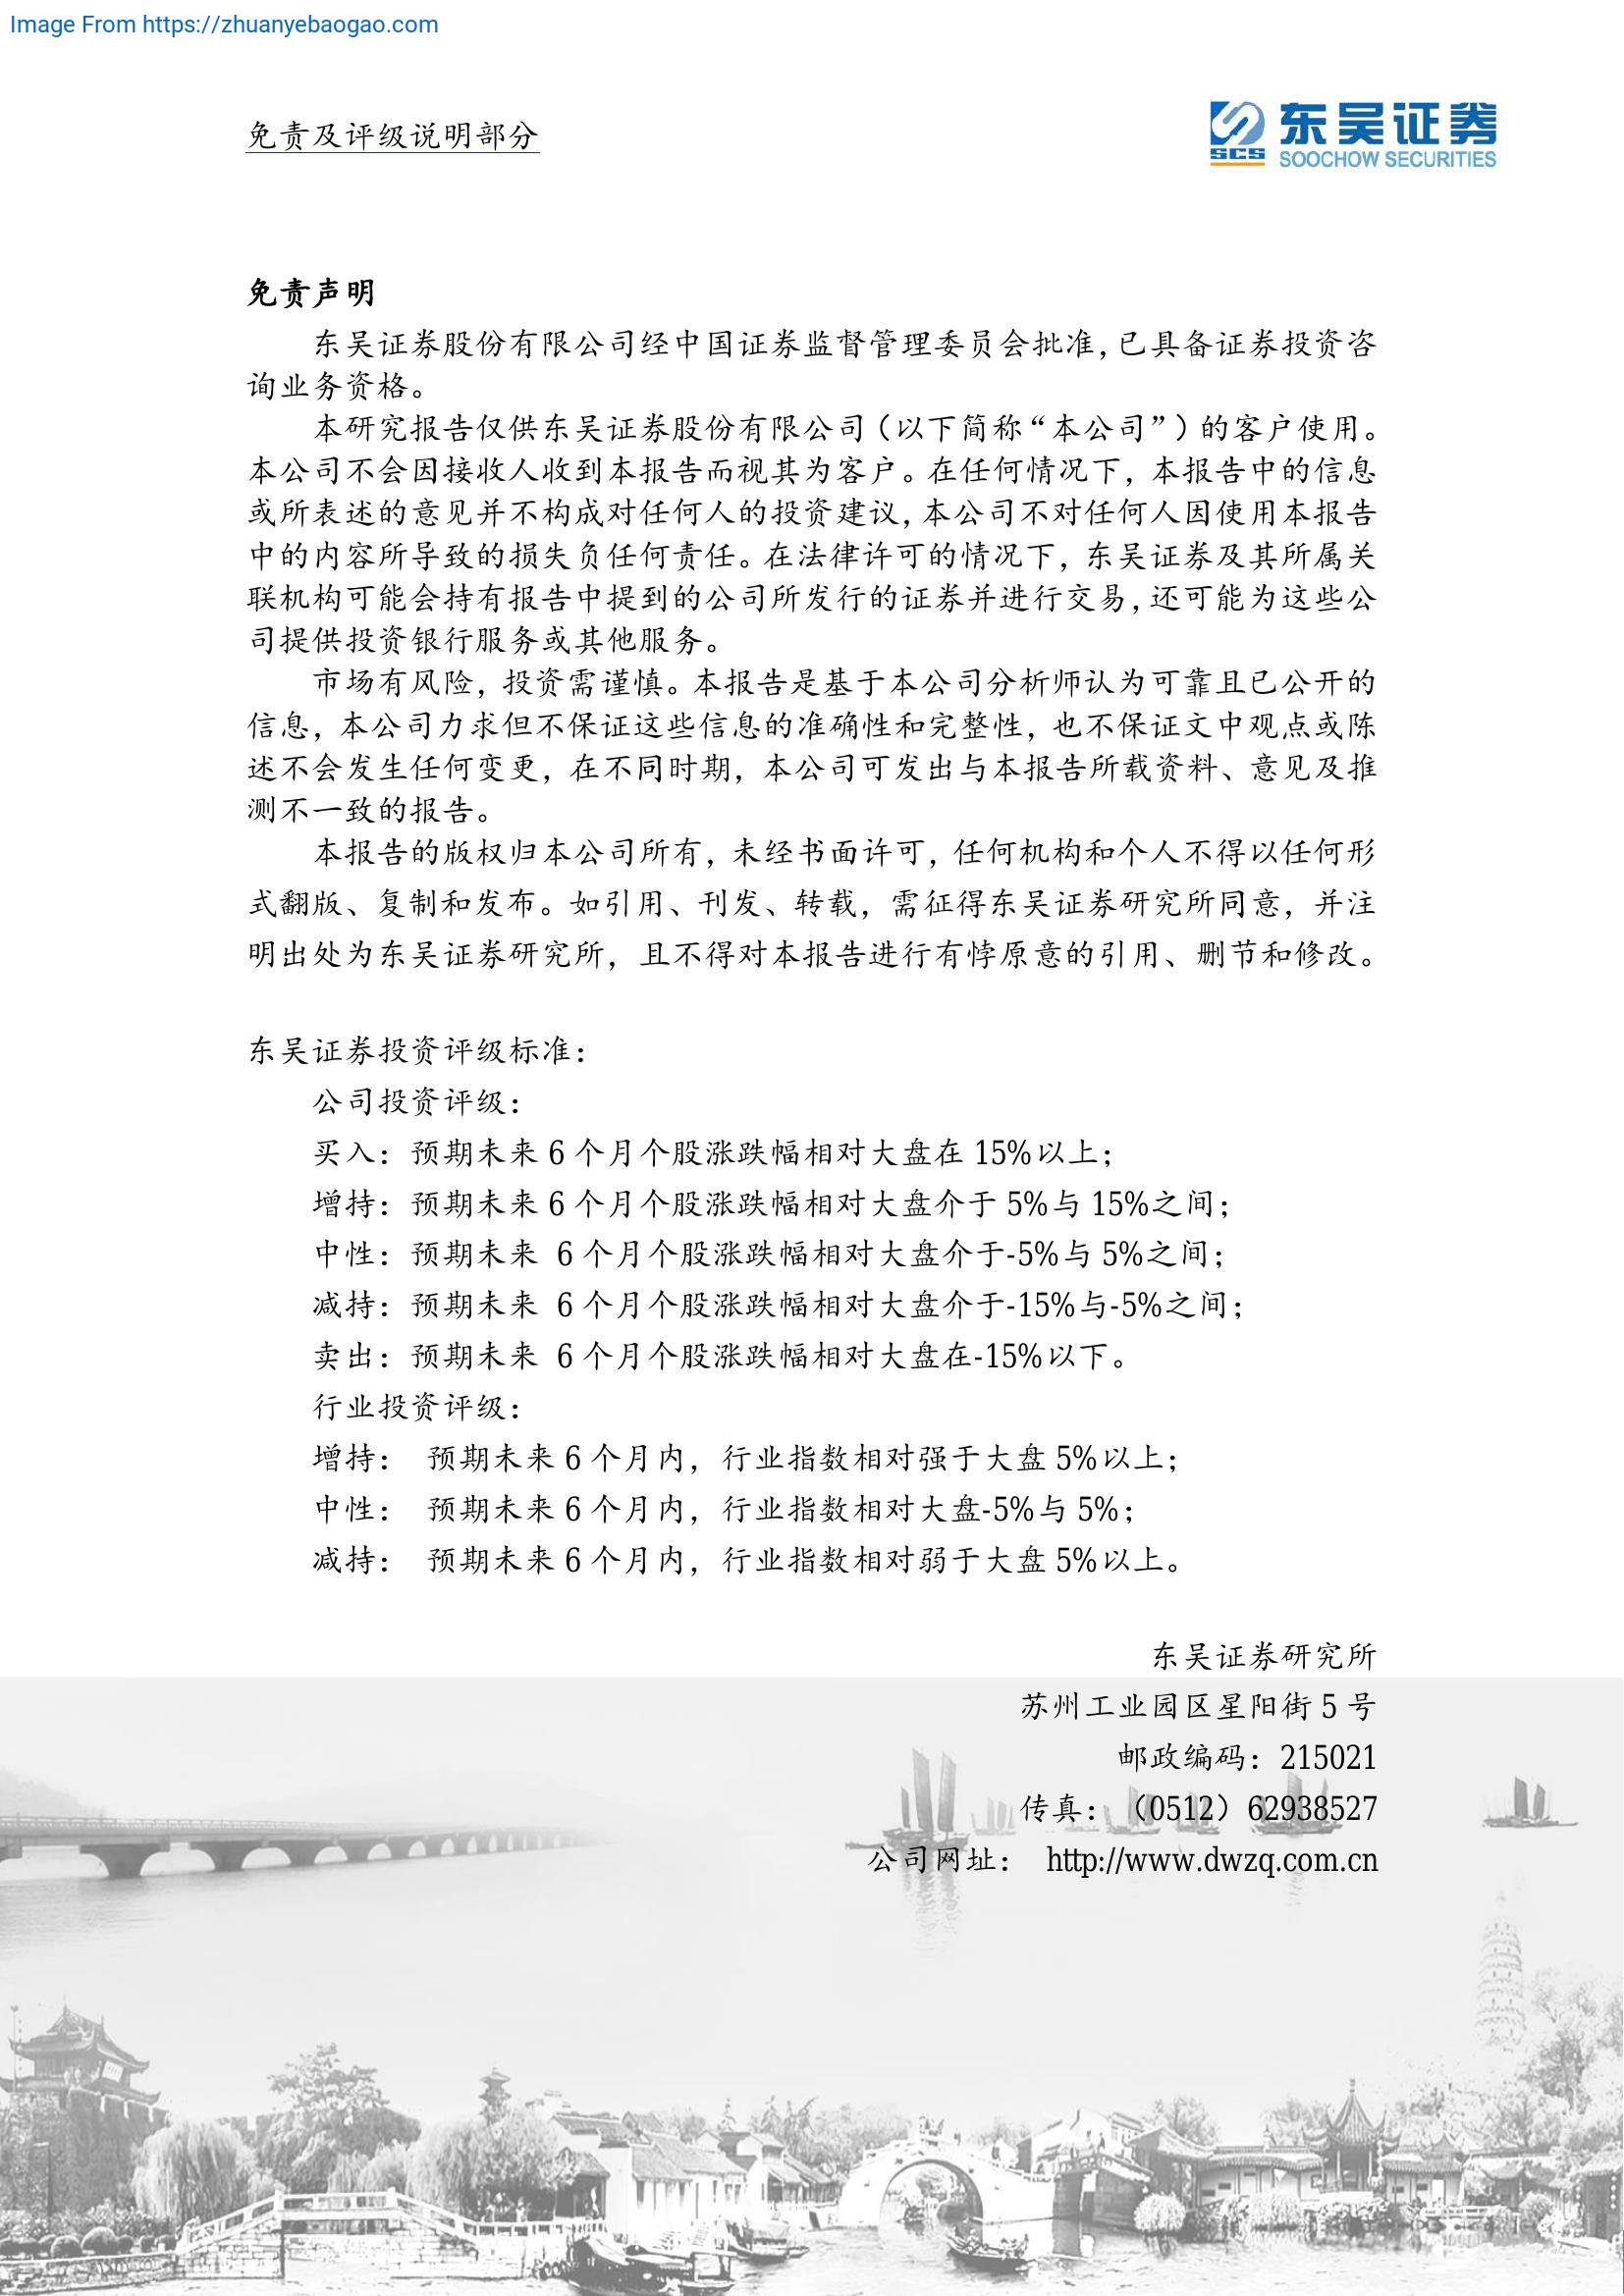 Image From https://zhuanyebaogao.com
免责及评级说明部分
东吴证券
SCS
SOOCHOW SECURITIES
免责声明
东吴证券股份有限公司经中国证券监督管理委员会批准，已具备证券投资咨
询业务资格。
本研究报告仅供东吴证券股份有限公司（以下简称“本公司”）的客户使用。
本公司不会因接收人收到本报告而视其为客户。在任何情况下，本报告中的信息
或所表述的意见并不构成对任何人的投资建议，本公司不对任何人因使用本报告
中的内容所导致的损失负任何责任。在法律许可的情况下，东吴证券及其所属关
联机构可能会持有报告中提到的公司所发行的证券并进行交易，还可能为这些公
司提供投资银行服务或其他服务。
市场有风险，投资需谨慎。本报告是基于本公司分析师认为可靠且已公开的
信息，本公司力求但不保证这些信息的准确性和完整性，也不保证文中观点或陈
述不会发生任何变更，在不同时期，本公司可发出与本报告所载资料、意见及推
测不一致的报告。
本报告的版权归本公司所有，未经书面许可，任何机构和个人不得以任何形
式翻版、复制和发布。如引用、刊发、转载，需征得东吴证券研究所同意，并注
明出处为东吴证券研究所，且不得对本报告进行有悖原意的引用、删节和修改。
东吴证券投资评级标准：
公司投资评级：
买入：预期未来 6 个月个股涨跌幅相对大盘在 15%以上；
增持：预期未来 6 个月个股涨跌幅相对大盘介于 5%与 15%之间；
中性：预期未来 6 个月个股涨跌幅相对大盘介于-5%与 5%之间；
减持：预期未来 6 个月个股涨跌幅相对大盘介于-15%与-5%之间；
卖出：预期未来 6 个月个股涨跌幅相对大盘在-15%以下。
行业投资评级：
增持： 预期未来 6 个月内，行业指数相对强于大盘 5%以上；
中性： 预期未来 6 个月内，行业指数相对大盘-5%与 5%；
减持： 预期未来 6 个月内，行业指数相对弱于大盘 5%以上。
东吴证券研究所
苏州工业园区星阳街 5 号
邮政编码：215021
传真：（0512）62938527
公司网址： http://www.dwzq.com.cn